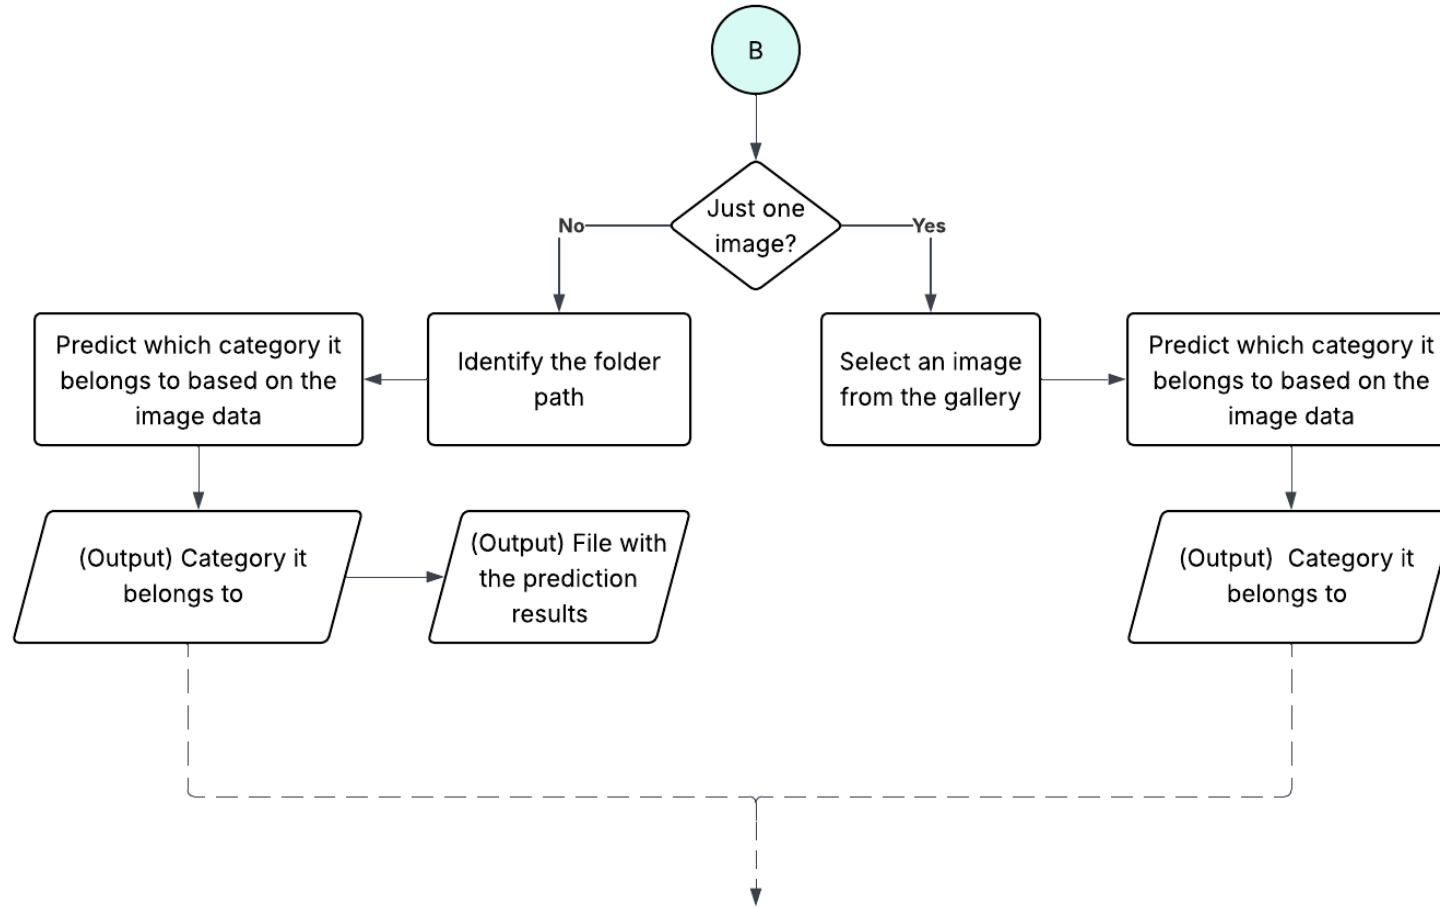 B
Just one
image?
No
Yes
Predict which category it
belongs to based on the
image data
Identify the folder
path
Select an image
from the gallery
Predict which category it
belongs to based on the
image data
(Output) Category it
belongs to
(Output) File with
the prediction
results
(Output)  Category it
belongs to